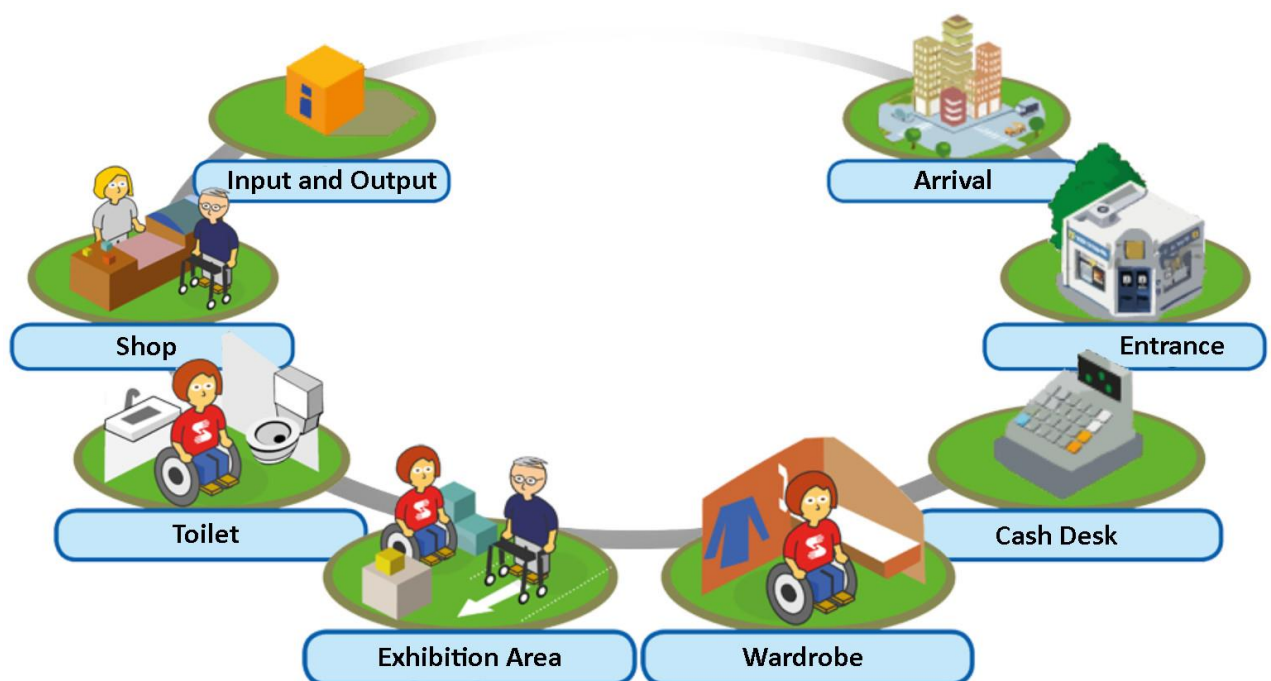 Input and Output
Arrival
Shop
Entrance
Toilet
Cash Desk
Exhibition Area
Wardrobe